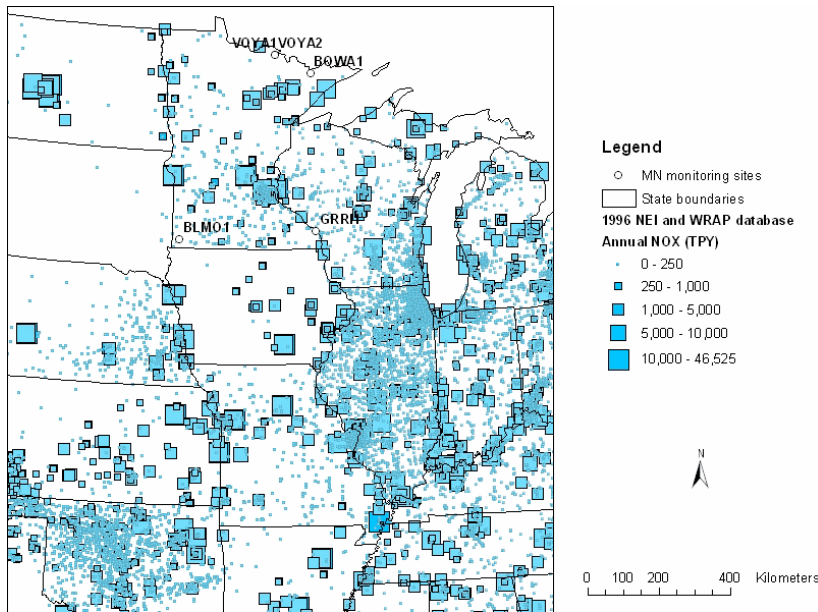 VOYA1VOYA2
BOWA1
BLMO1
GRRI1
Legend
MN monitoring sites
State boundaries
1996 NEI and WRAP database
Annual NOX (TPY)
0 - 250
250 - 1,000
1,000 - 5,000
5,000 - 10,000
10,000 - 46,525
N
0 100 200 400 Kilometers